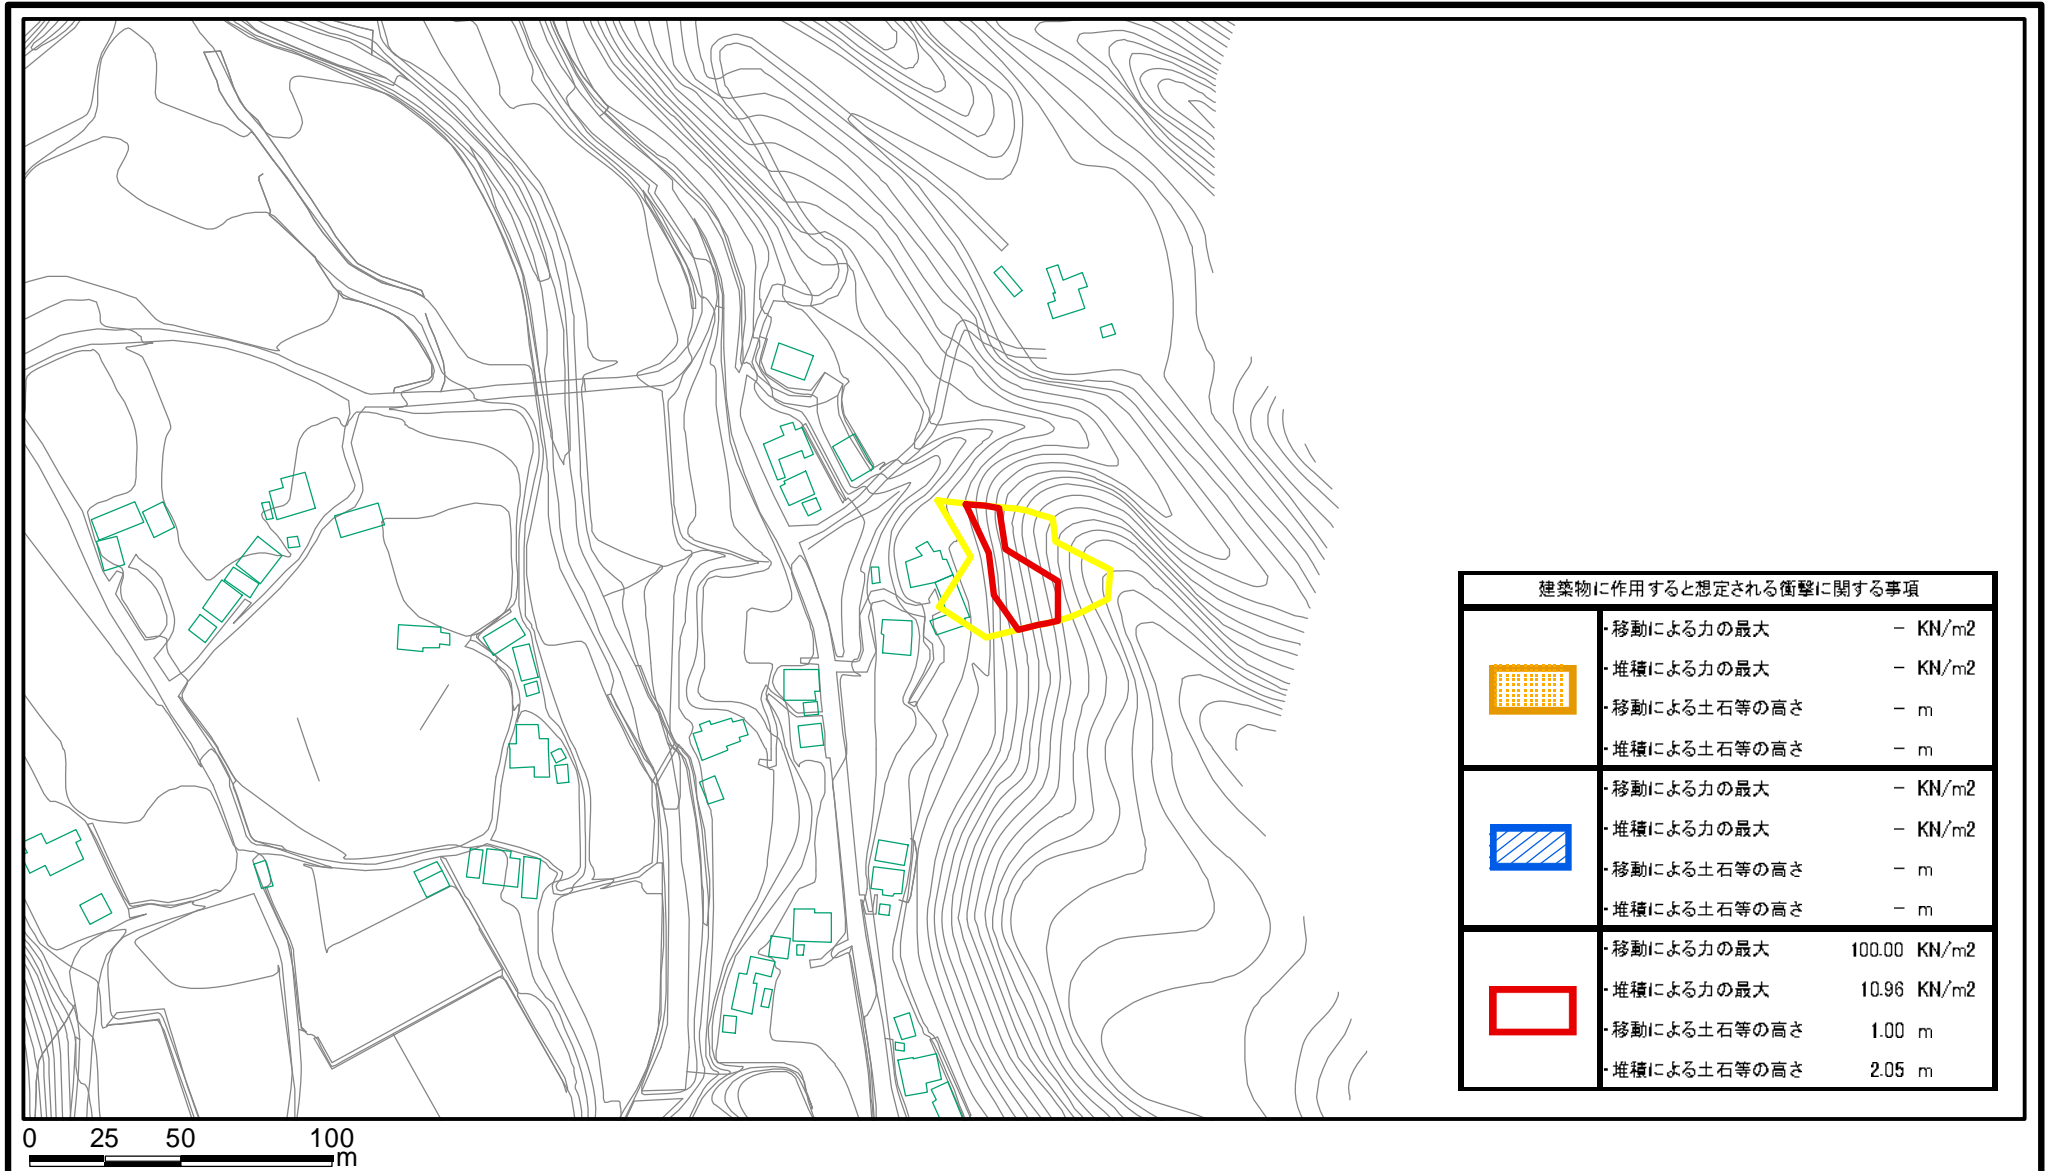 建築物に作用すると想定される衝撃に関する事項
・移動による力の最大 － KN/m2
・堆積による力の最大 － KN/m2
・移動による土石等の高さ － m
・堆積による土石等の高さ － m
・移動による力の最大 － KN/m2
・堆積による力の最大 － KN/m2
・移動による土石等の高さ － m
・堆積による土石等の高さ － m
・移動による力の最大 100.00 KN/m2
・堆積による力の最大 10.96 KN/m2
・移動による土石等の高さ 1.00 m
・堆積による土石等の高さ 2.05 m
0 25 50 100
m